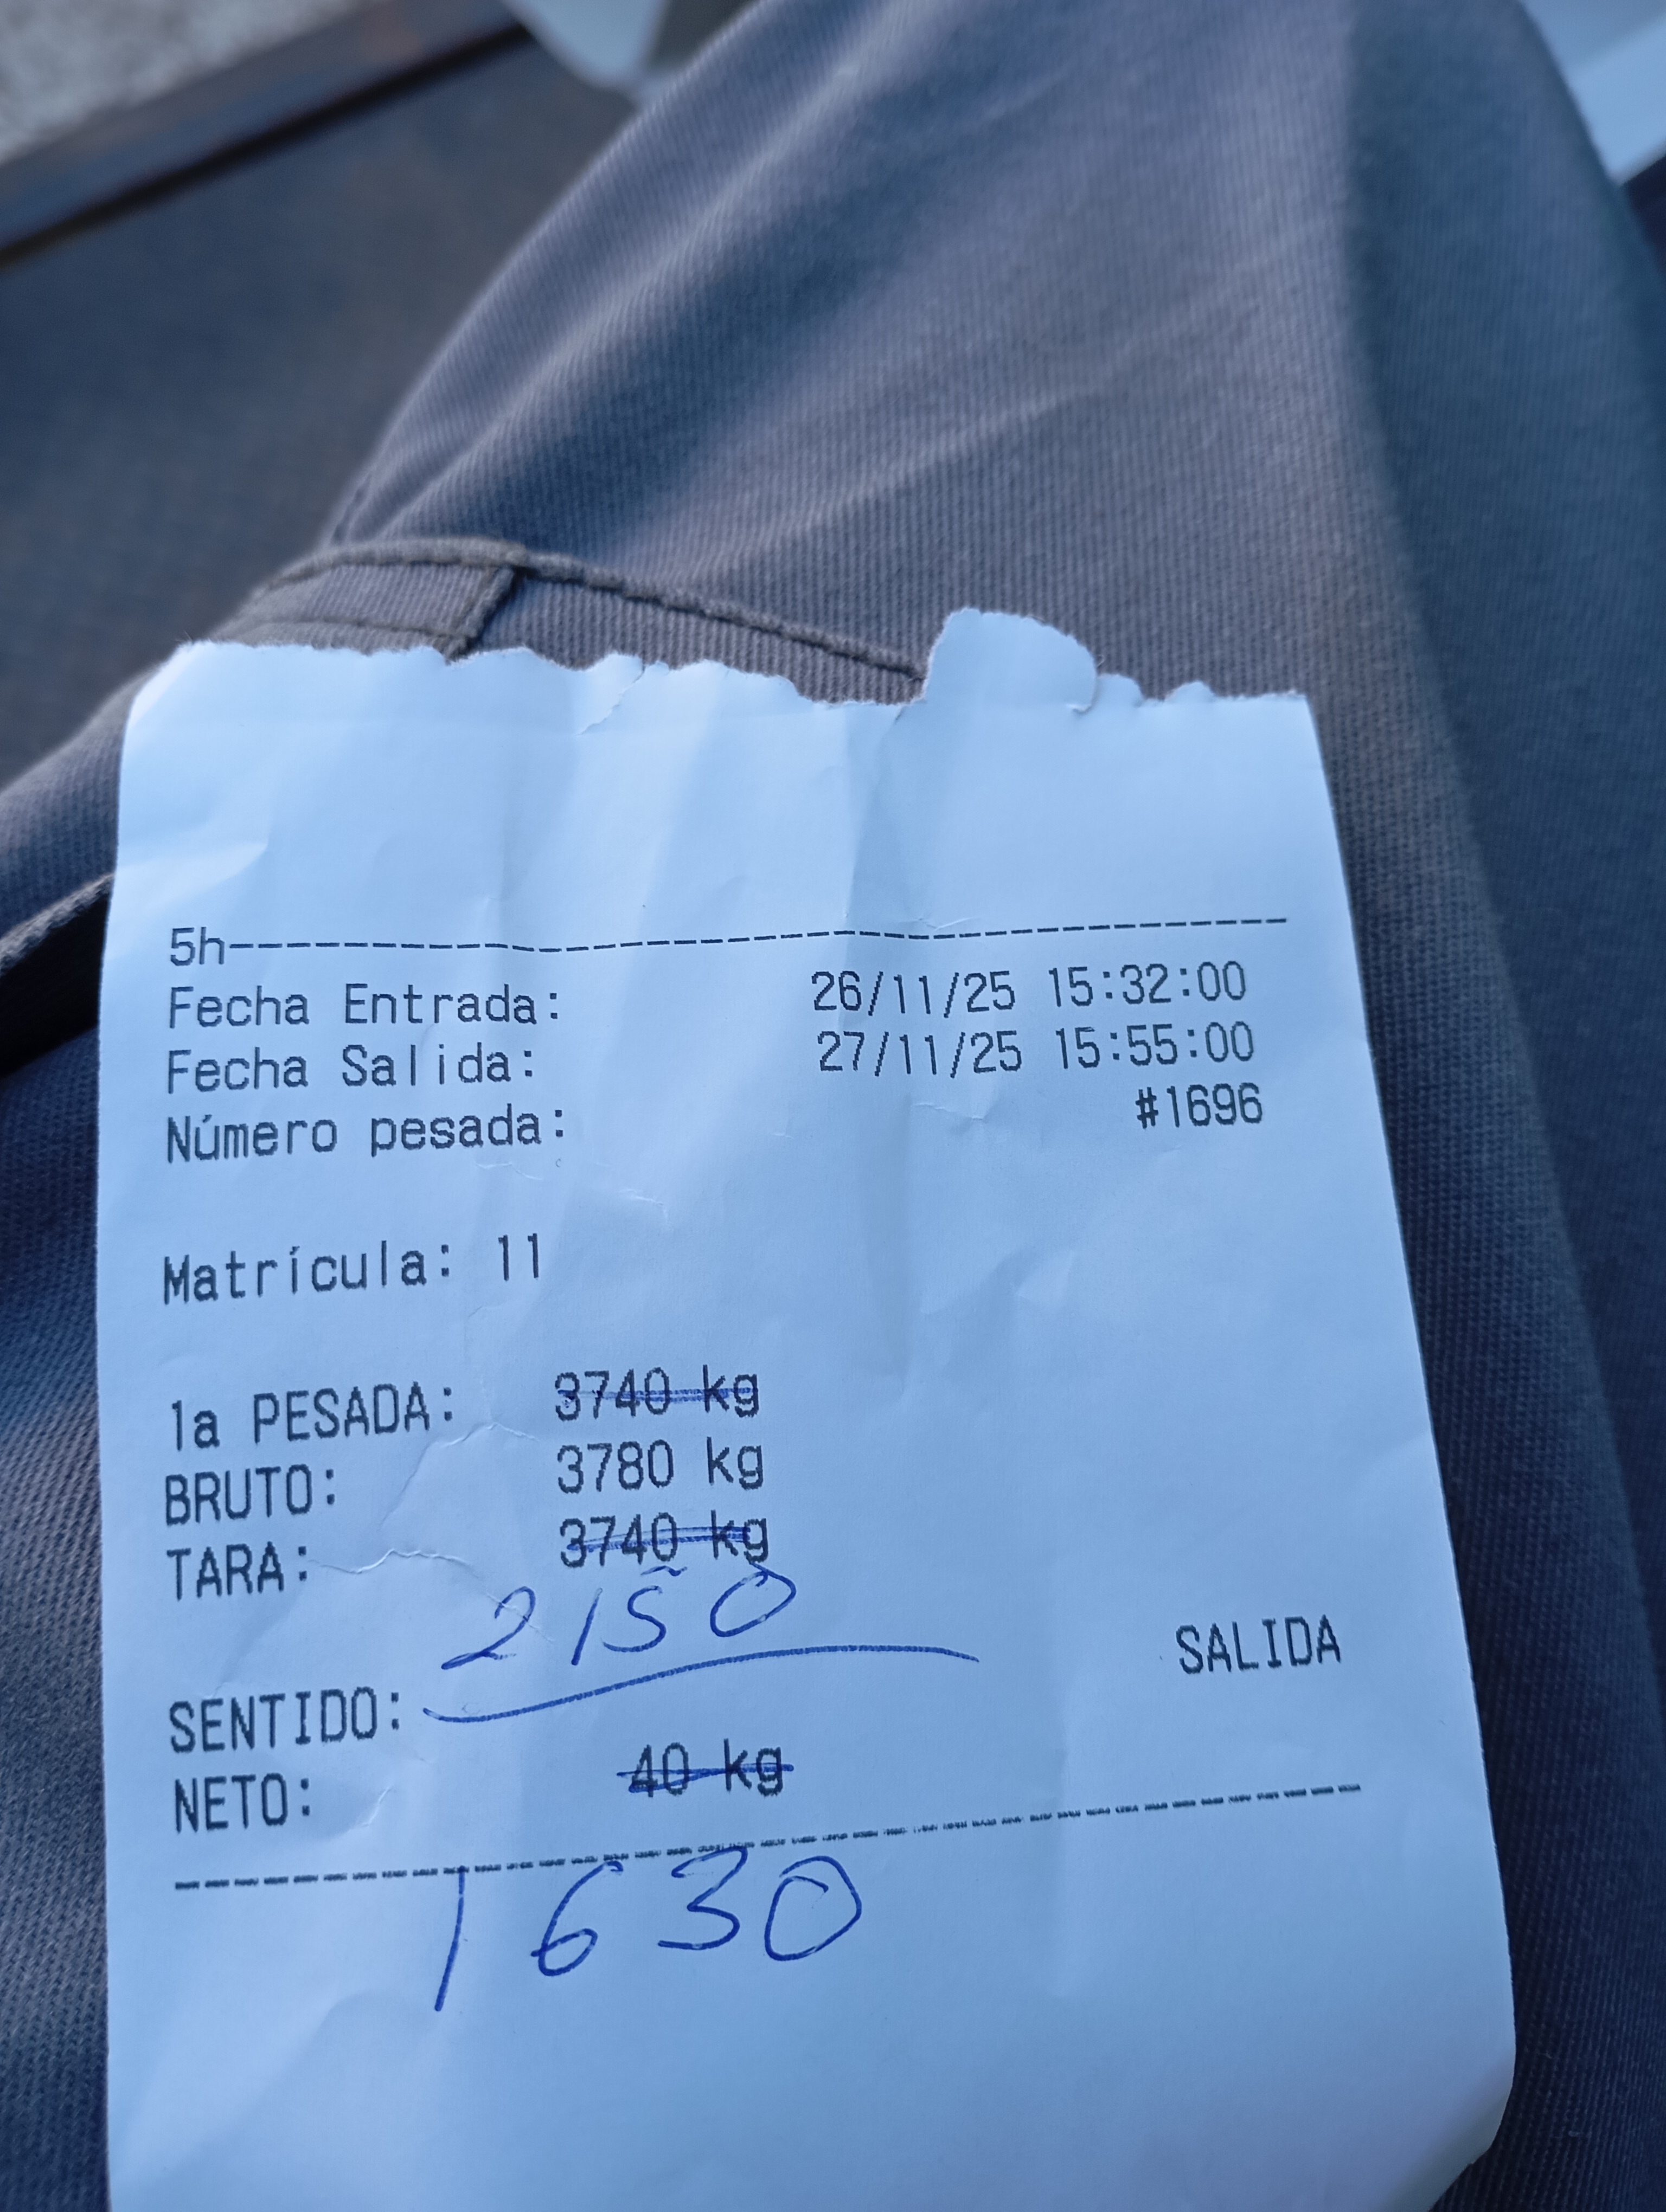 5h------------------------------------
Fecha Entrada: 26/11/25 15:32:00
Fecha Salida: 27/11/25 15:55:00
Número pesada: #1696
Matrícula: 11
1a PESADA: 3740 kg
BRUTO: 3780 kg
TARA: 3740 kg
2150
SENTIDO: SALIDA
NETO: 40 kg
1630